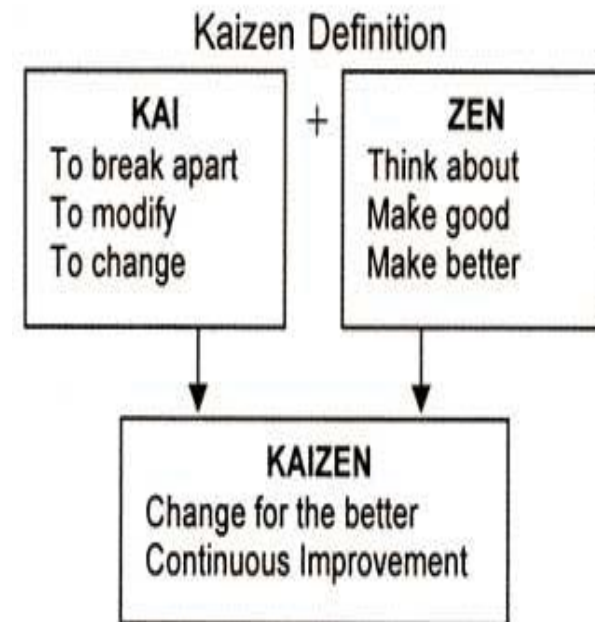 Kaizen Definition
KAI
To break apart
To modify
To change
+
ZEN
Think about
Make good
Make better
KAIZEN
Change for the better
Continuous Improvement